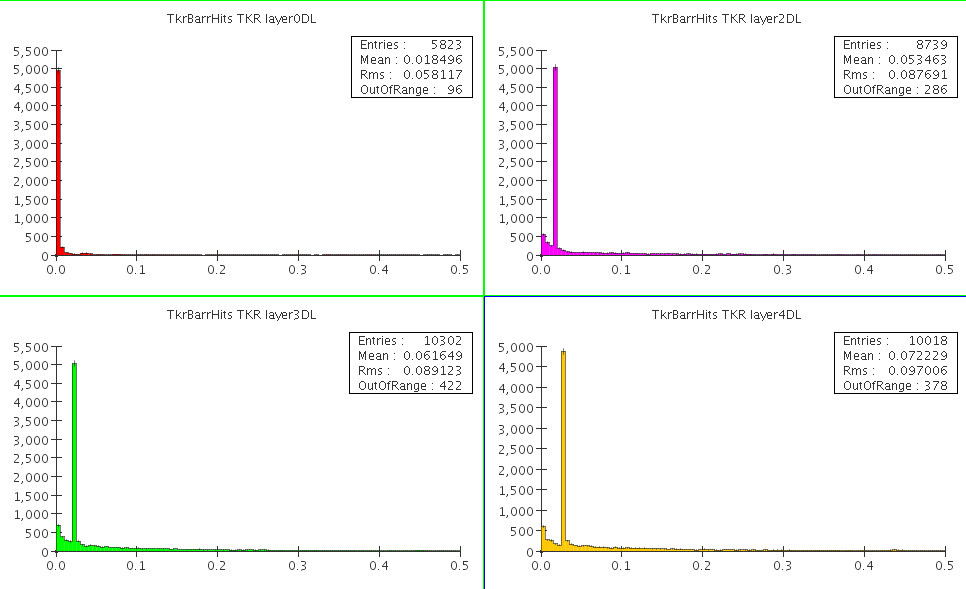 TkrBarrHits TKR layer0DL
Entries : 5823
Mean : 0.018496
Rms : 0.058117
OutOfRange : 96
5,500
5,000
4,500
4,000
3,500
3,000
2,500
2,000
1,500
1,000
500
0
0.0 0.1 0.2 0.3 0.4 0.5
TkrBarrHits TKR layer2DL
Entries : 8739
Mean : 0.053463
Rms : 0.087691
OutOfRange : 286
5,500
5,000
4,500
4,000
3,500
3,000
2,500
2,000
1,500
1,000
500
0
0.0 0.1 0.2 0.3 0.4 0.5
TkrBarrHits TKR layer3DL
Entries : 10302
Mean : 0.061649
Rms : 0.089123
OutOfRange : 422
5,500
5,000
4,500
4,000
3,500
3,000
2,500
2,000
1,500
1,000
500
0
0.0 0.1 0.2 0.3 0.4 0.5
TkrBarrHits TKR layer4DL
Entries : 10018
Mean : 0.072229
Rms : 0.097006
OutOfRange : 378
5,000
4,500
4,000
3,500
3,000
2,500
2,000
1,500
1,000
500
0
0.0 0.1 0.2 0.3 0.4 0.5